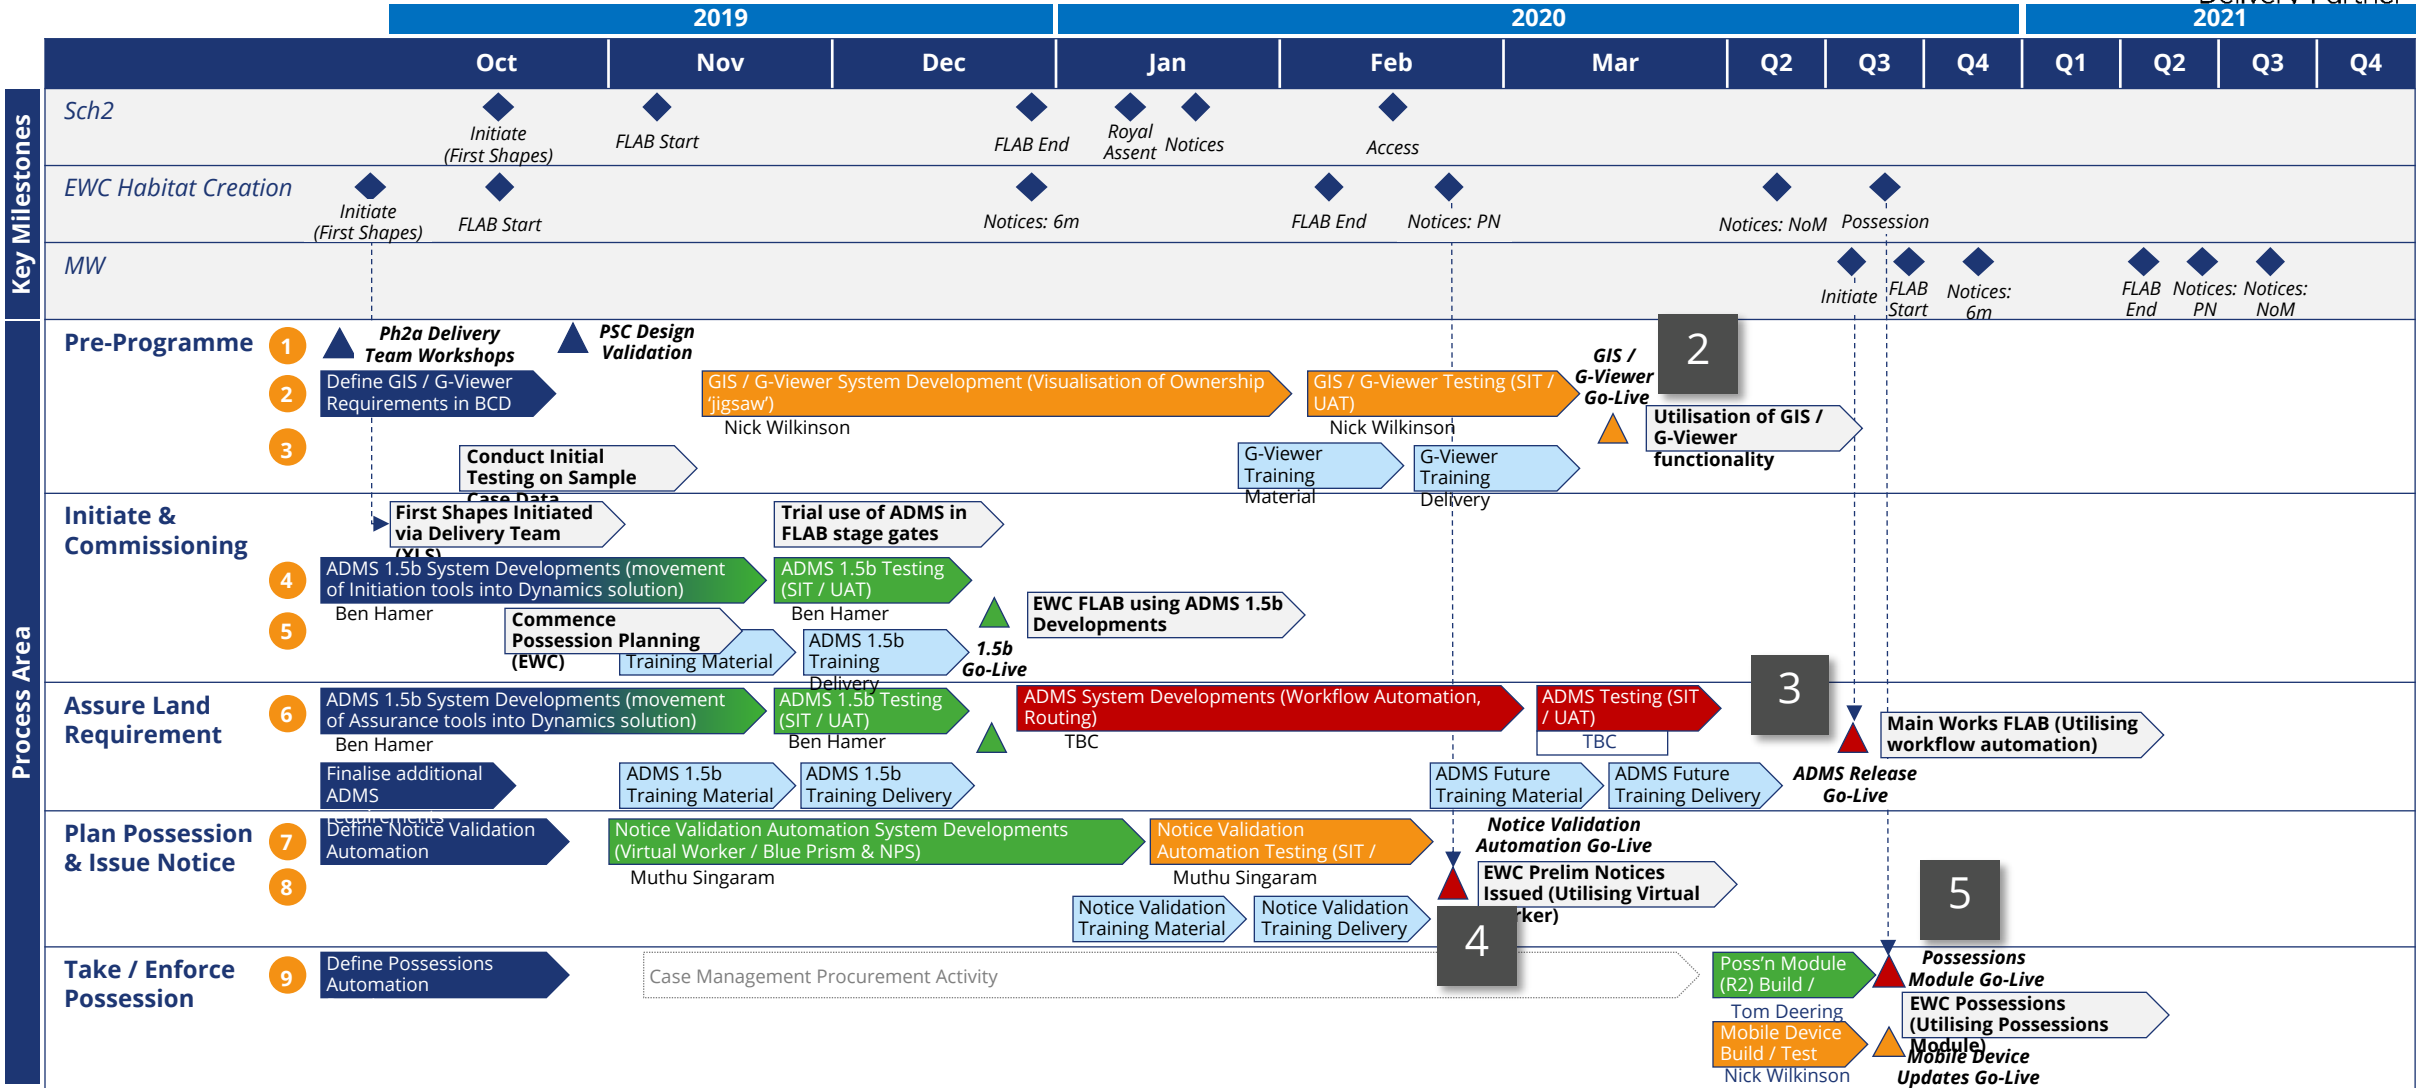 Delivery Partner
2019
2020
2021
Oct
Nov
Dec
Jan
Feb
Mar
Q2
Q3
Q4
Q1
Q2
Q3
Q4
Key Milestones
Sch2
Initiate
(First Shapes)
FLAB Start
FLAB End
Royal
Assent
Notices
Access
EWC Habitat Creation
Initiate
(First Shapes)
FLAB Start
Notices: 6m
FLAB End
Notices: PN
Notices: NoM
Possession
MW
Initiate
FLAB
Start
Notices:
6m
FLAB
End
Notices:
PN
Notices:
NoM
Process Area
Pre-Programme
1
2
3
Ph2a Delivery
Team Workshops
PSC Design
Validation
Define GIS / G-Viewer
Requirements in BCD
GIS / G-Viewer System Development (Visualisation of Ownership
‘jigsaw’)
Nick Wilkinson
GIS / G-Viewer Testing (SIT /
UAT)
Nick Wilkinson
GIS /
G-Viewer
Go-Live
2
Utilisation of GIS /
G-Viewer
functionality
Conduct Initial
Testing on Sample
Case Data
G-Viewer
Training
Material
G-Viewer
Training
Delivery
Initiate &
Commissioning
4
5
First Shapes Initiated
via Delivery Team
(XLS)
Trial use of ADMS in
FLAB stage gates
ADMS 1.5b System Developments (movement
of Initiation tools into Dynamics solution)
Ben Hamer
ADMS 1.5b Testing
(SIT / UAT)
Ben Hamer
Commence
Possession Planning
(EWC)
Training Material
ADMS 1.5b
Training
Delivery
1.5b
Go-Live
EWC FLAB using ADMS 1.5b
Developments
Assure Land
Requirement
6
ADMS 1.5b System Developments (movement
of Assurance tools into Dynamics solution)
Ben Hamer
ADMS 1.5b Testing
(SIT / UAT)
Ben Hamer
ADMS System Developments (Workflow Automation,
Routing)
TBC
ADMS Testing (SIT
/ UAT)
TBC
3
Main Works FLAB (Utilising
workflow automation)
Finalise additional
ADMS
requirements
ADMS 1.5b
Training Material
ADMS 1.5b
Training Delivery
ADMS Future
Training Material
ADMS Future
Training Delivery
ADMS Release
Go-Live
Plan Possession
& Issue Notice
7
8
Define Notice Validation
Automation
Notice Validation Automation System Developments
(Virtual Worker / Blue Prism & NPS)
Muthu Singaram
Notice Validation
Automation Testing (SIT /
Muthu Singaram
Notice Validation
Automation Go-Live
EWC Prelim Notices
Issued (Utilising Virtual
rker)
Notice Validation
Training Material
Notice Validation
Training Delivery
4
5
Take / Enforce
Possession
9
Define Possessions
Automation
Case Management Procurement Activity
Poss’n Module
(R2) Build /
Tom Deering
Mobile Device
Build / Test
Nick Wilkinson
Possessions
Module Go-Live
EWC Possessions
(Utilising Possessions
Module)
Mobile Device
Updates Go-Live